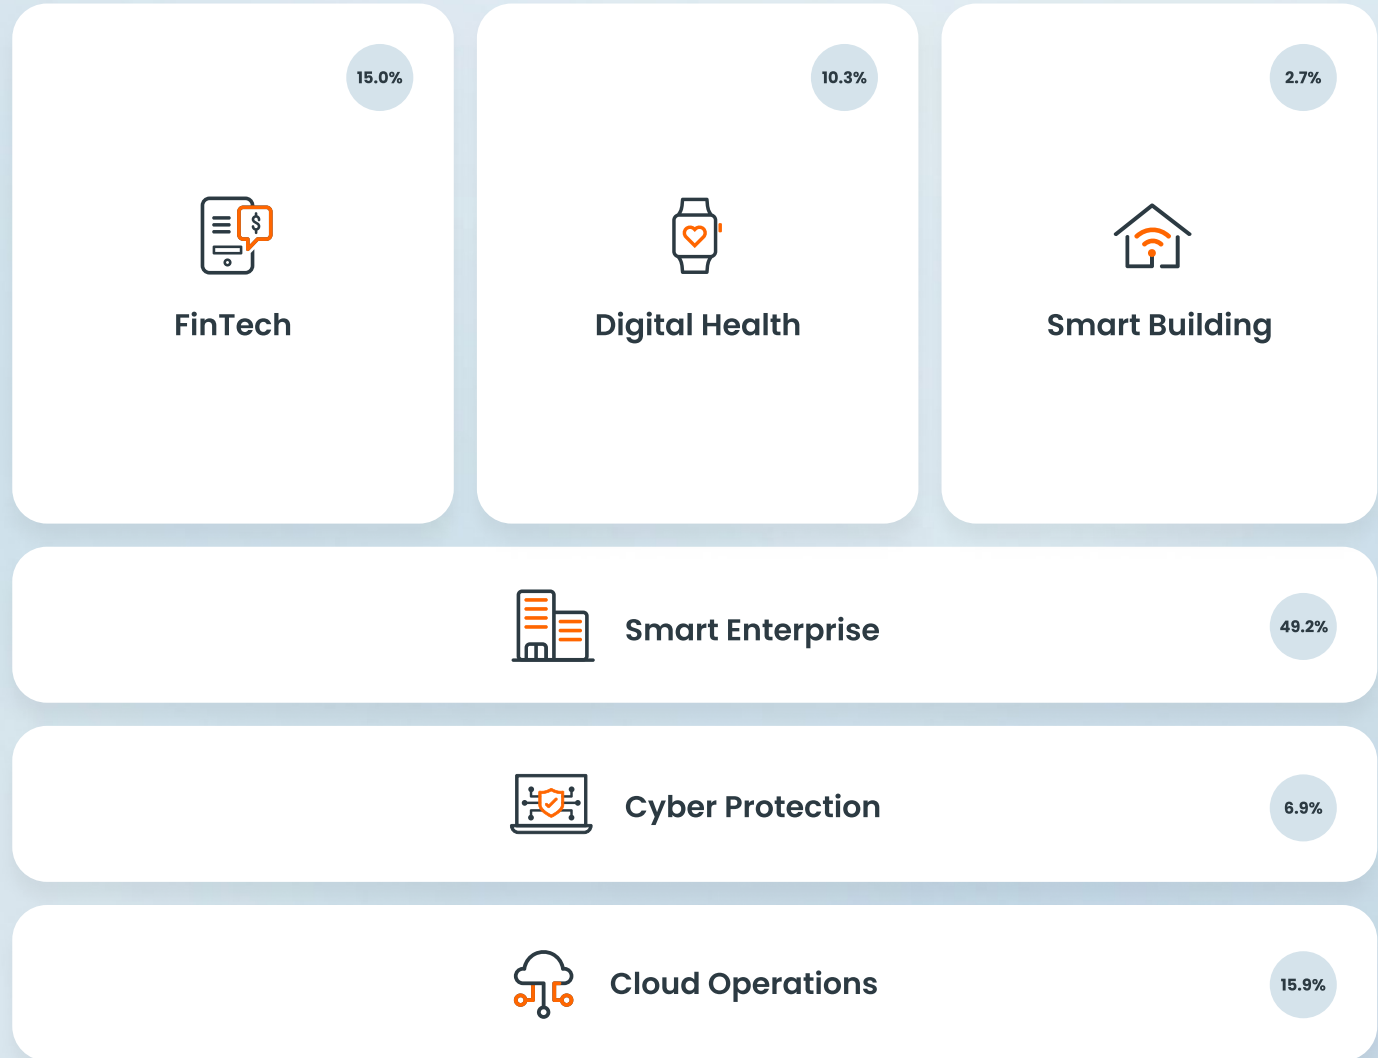 15.0%
FinTech
10.3%
Digital Health
2.7%
Smart Building
Smart Enterprise
49.2%
Cyber Protection
6.9%
Cloud Operations
15.9%